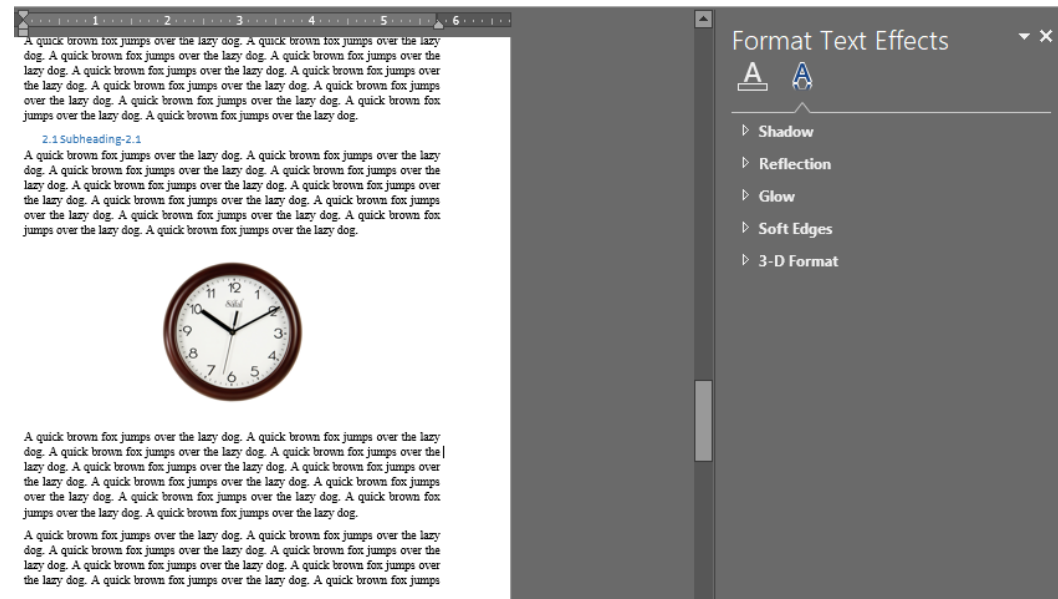 1 2 3 4 5 6
A quick brown fox jumps over the lazy dog. A quick brown fox jumps over the lazy
dog. A quick brown fox jumps over the lazy dog. A quick brown fox jumps over the
lazy dog. A quick brown fox jumps over the lazy dog. A quick brown fox jumps over
the lazy dog. A quick brown fox jumps over the lazy dog. A quick brown fox jumps
over the lazy dog. A quick brown fox jumps over the lazy dog. A quick brown fox
jumps over the lazy dog. A quick brown fox jumps over the lazy dog.
2.1 Subheading-2.1
A quick brown fox jumps over the lazy dog. A quick brown fox jumps over the lazy
dog. A quick brown fox jumps over the lazy dog. A quick brown fox jumps over the
lazy dog. A quick brown fox jumps over the lazy dog. A quick brown fox jumps over
the lazy dog. A quick brown fox jumps over the lazy dog. A quick brown fox jumps
over the lazy dog. A quick brown fox jumps over the lazy dog. A quick brown fox
jumps over the lazy dog. A quick brown fox jumps over the lazy dog.
11 12 1
10 2
9 3
8 4
7 6 5
A quick brown fox jumps over the lazy dog. A quick brown fox jumps over the lazy
dog. A quick brown fox jumps over the lazy dog. A quick brown fox jumps over the
lazy dog. A quick brown fox jumps over the lazy dog. A quick brown fox jumps over
the lazy dog. A quick brown fox jumps over the lazy dog. A quick brown fox jumps
over the lazy dog. A quick brown fox jumps over the lazy dog. A quick brown fox
jumps over the lazy dog. A quick brown fox jumps over the lazy dog.
A quick brown fox jumps over the lazy dog. A quick brown fox jumps over the lazy
dog. A quick brown fox jumps over the lazy dog. A quick brown fox jumps over the
lazy dog. A quick brown fox jumps over the lazy dog. A quick brown fox jumps over
the lazy dog. A quick brown fox jumps over the lazy dog. A quick brown fox jumps
Format Text Effects
A A
Shadow
Reflection
Glow
Soft Edges
3-D Format